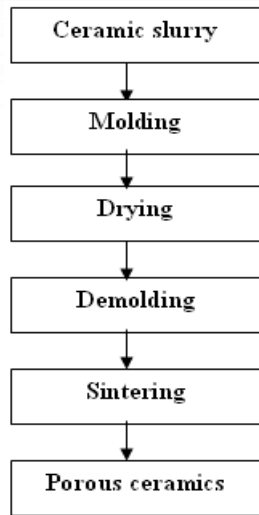 Ceramic slurry
Molding
Drying
Demolding
Sintering
Porous ceramics